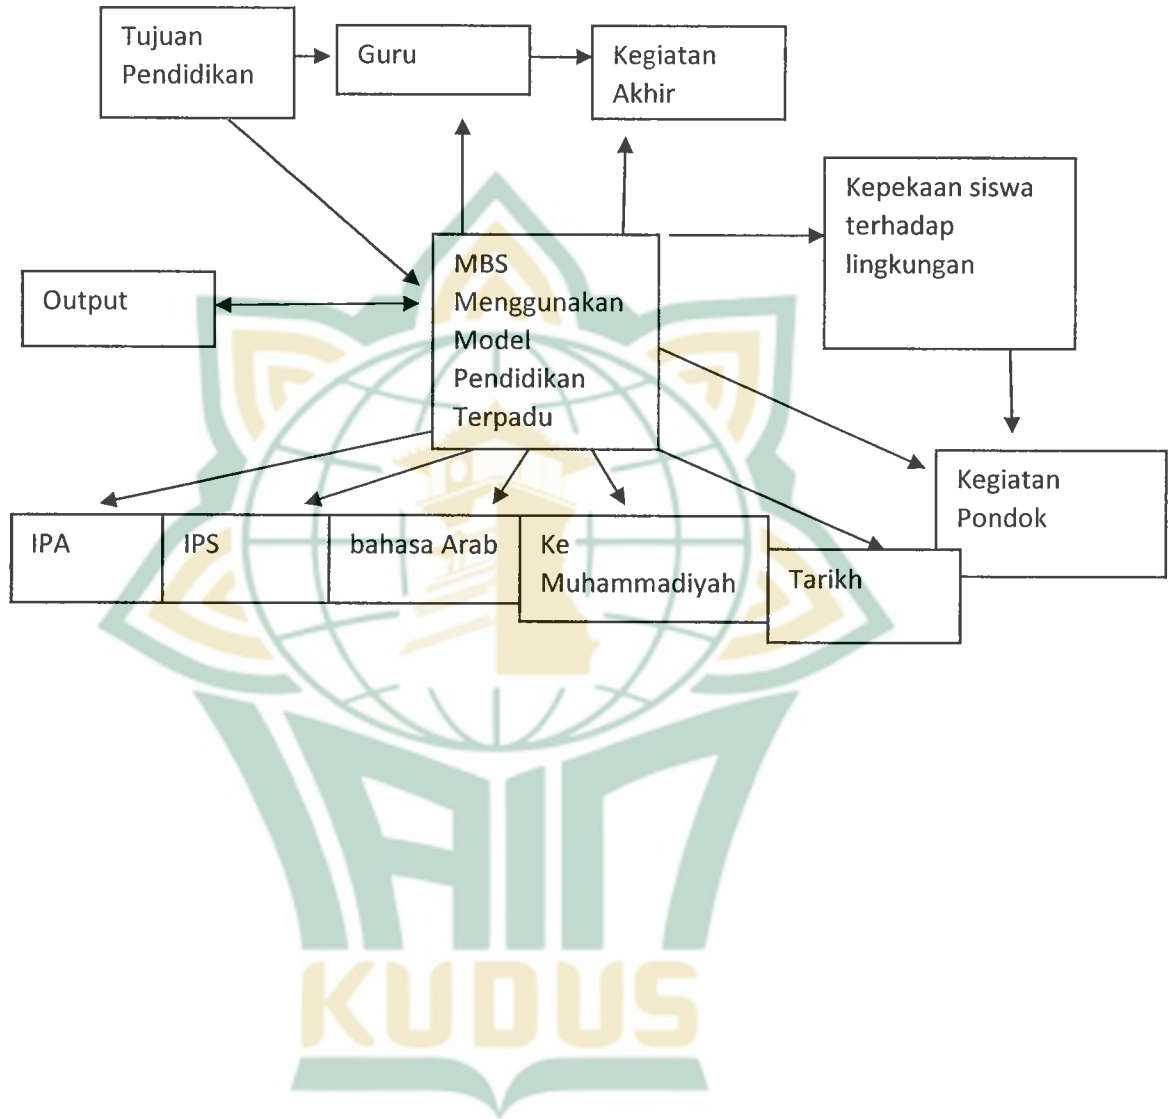 Tujuan
Pendidikan
Guru
Kegiatan
Akhir
Kepekaan siswa
terhadap
lingkungan
MBS
Menggunakan
Model
Pendidikan
Terpadu
Output
Kegiatan
Pondok
IPA
IPS
bahasa Arab
Ke
Muhammadiyah
Tarikh
IAIN
KUDUS